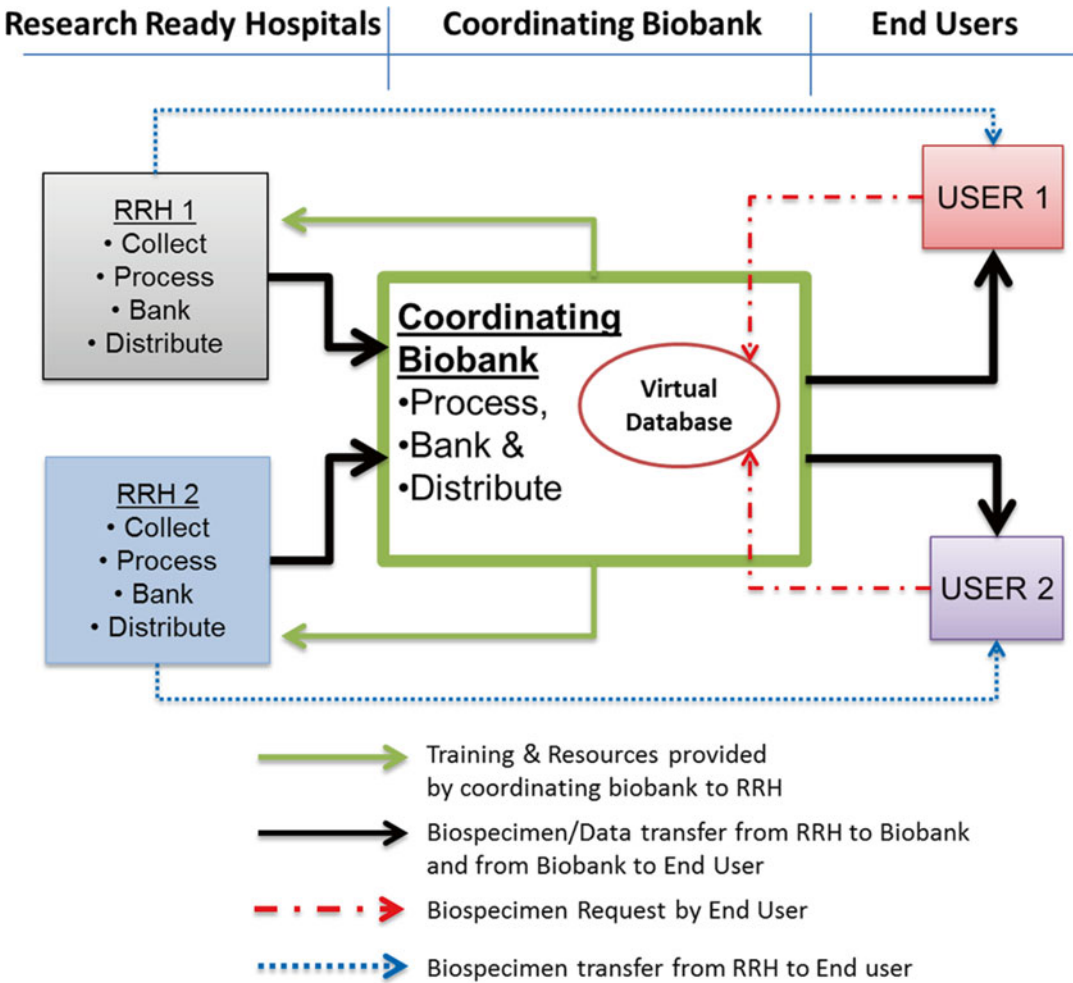 Research Ready Hospitals
Coordinating Biobank
End Users
RRH 1
• Collect
• Process
• Bank
• Distribute
USER 1
Coordinating
Biobank
•Process,
•Bank &
•Distribute
Virtual
Database
RRH 2
• Collect
• Process
• Bank
• Distribute
USER 2
Training & Resources provided
by coordinating biobank to RRH
Biospecimen/Data transfer from RRH to Biobank
and from Biobank to End User
Biospecimen Request by End User
Biospecimen transfer from RRH to End user